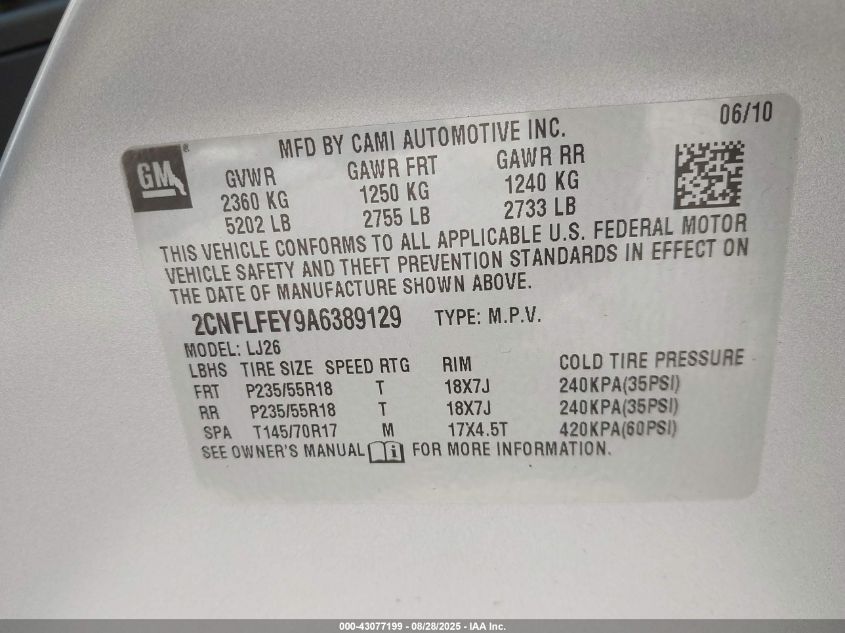 06/10
MFD BY CAMI AUTOMOTIVE INC.
GM®
GVWR GAWR FRT GAWR RR
2360 KG 1250 KG 1240 KG
5202 LB 2755 LB 2733 LB
THIS VEHICLE CONFORMS TO ALL APPLICABLE U.S. FEDERAL MOTOR
VEHICLE SAFETY AND THEFT PREVENTION STANDARDS IN EFFECT ON
THE DATE OF MANUFACTURE SHOWN ABOVE.
2CNFLFEY9A6389129 TYPE: M.P.V.
MODEL: LJ26
LBHS TIRE SIZE SPEED RTG RIM COLD TIRE PRESSURE
FRT P235/55R18 T 18X7J 240KPA(35PSI)
RR P235/55R18 T 18X7J 240KPA(35PSI)
SPA T145/70R17 M 17X4.5T 420KPA(60PSI)
SEE OWNER'S MANUAL i FOR MORE INFORMATION.
000-43077199 - 08/28/2025 - IAA Inc.